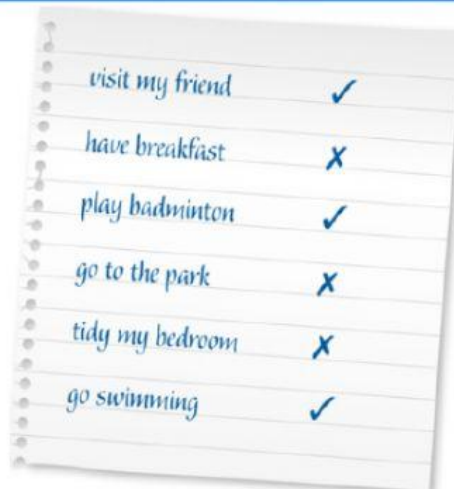 visit my friend ✓
have breakfast ✗
play badminton ✓
go to the park ✗
tidy my bedroom ✗
go swimming ✓